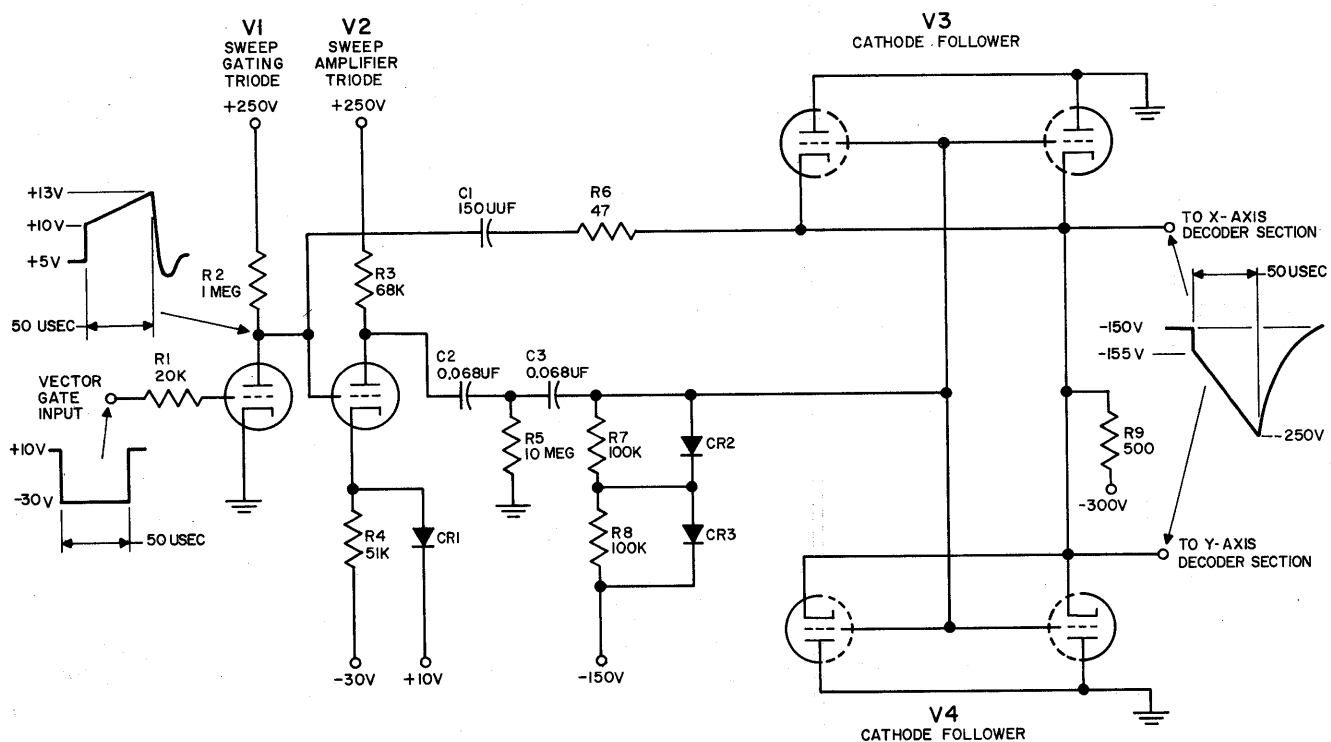 V1
SWEEP
GATING
TRIODE
+250V
V2
SWEEP
AMPLIFIER
TRIODE
+250V
V3
CATHODE FOLLOWER
+13V
+10V
+5V
50 USEC
R2
1 MEG
R3
68K
C1
150UUF
R6
47
TO X-AXIS
DECODER SECTION
50 USEC
-150V
-155V
-250V
R1
20K
VECTOR
GATE
INPUT
+10V
-30V
50 USEC
C2
0.068UF
C3
0.068UF
R5
10 MEG
R7
100K
CR2
R8
100K
CR3
R4
51K
CR1
-30V
+10V
-150V
R9
500
-300V
TO Y-AXIS
DECODER SECTION
V4
CATHODE FOLLOWER